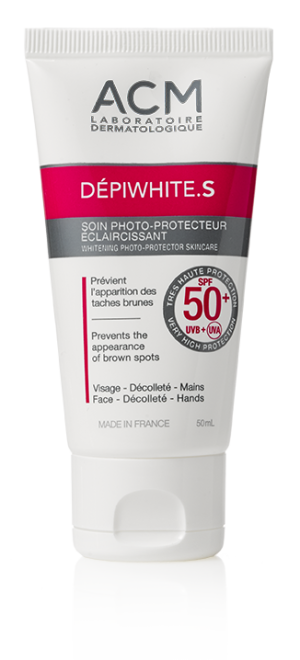 ACM
LABORATOIRE
DERMATOLOGIQUE
DÉPIWHITE.S
SOIN PHOTO-PROTECTEUR
ÉCLAIRCISSANT
WHITENING PHOTO-PROTECTOR SKINCARE
Prévient
l'apparition des
taches brunes
Prevents the
appearance
of brown spots
TRES HAUTE PROTECTION
SPF
50+
UVB+ UVA
VERY HIGH PROTECTION
Visage - Décolleté - Mains
Face - Décolleté - Hands
MADE IN FRANCE 50mL